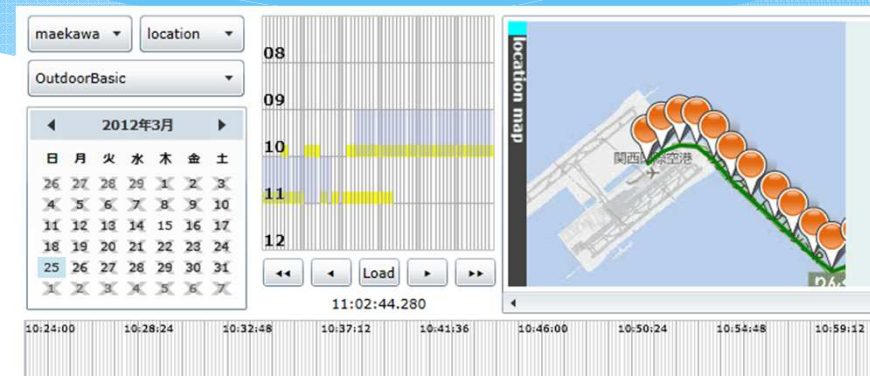 maekawa location
OutdoorBasic
2012年3月
日 月 火 水 木 金 土
26 27 28 29 1 2 3
4 5 6 7 8 9 10
11 12 13 14 15 16 17
18 19 20 21 22 23 24
25 26 27 28 29 30 31
1 2 3 4 5 6 7
08
09
10
11
12
Load
11:02:44.280
location map
関西国際空港
10:24:00 10:28:24 10:32:48 10:37:12 10:41:36 10:46:00 10:50:24 10:54:48 10:59:12